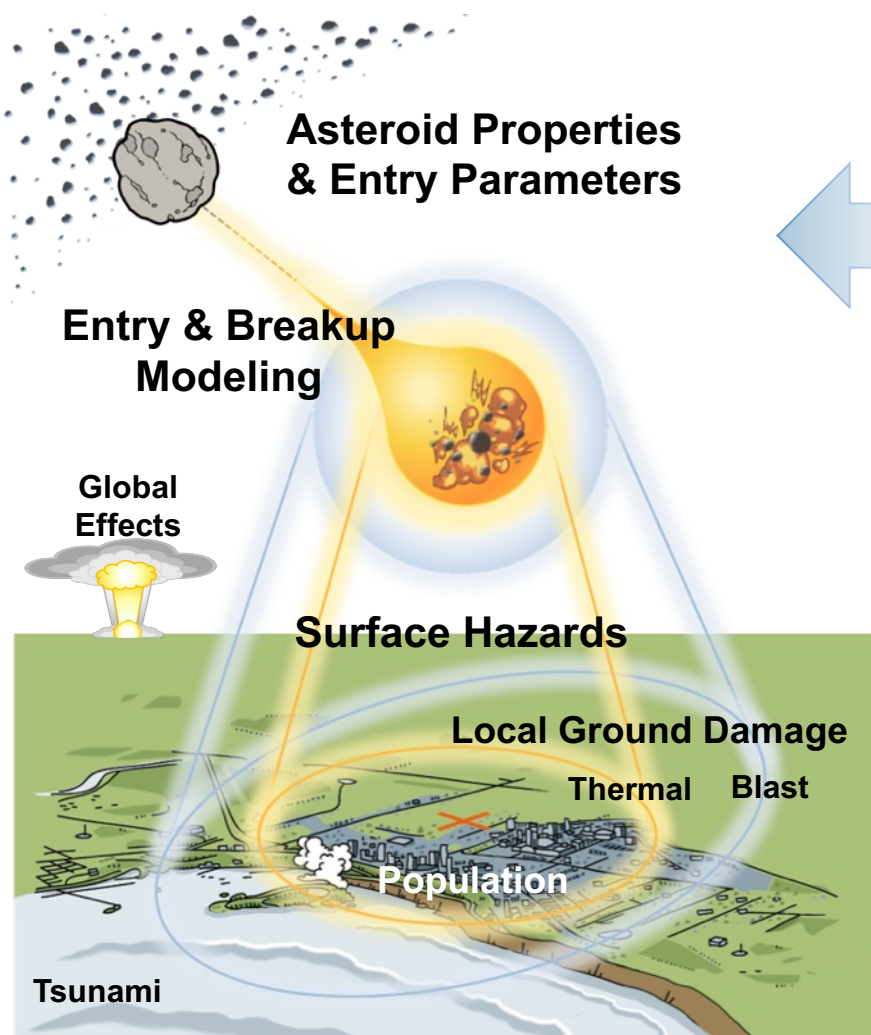 Asteroid Properties
& Entry Parameters
Entry & Breakup
Modeling
Global
Effects
Surface Hazards
Local Ground Damage
Thermal
Blast
Population
Tsunami